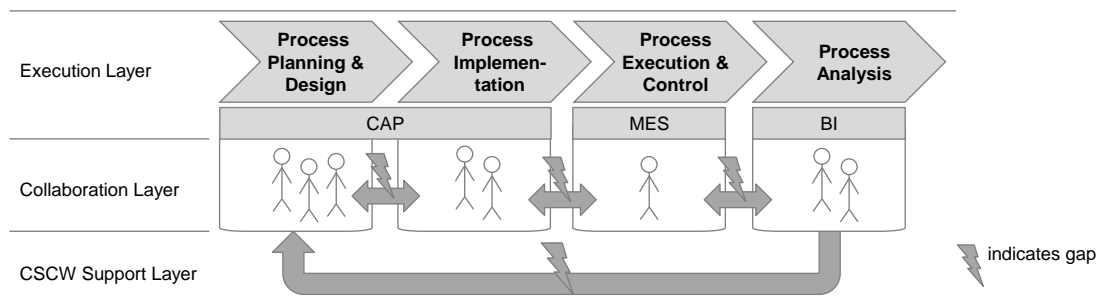 Execution Layer
Process
Planning &
Design
Process
Implemen-
tation
Process
Execution &
Control
Process
Analysis
CAP
MES
BI
Collaboration Layer
CSCW Support Layer
indicates gap